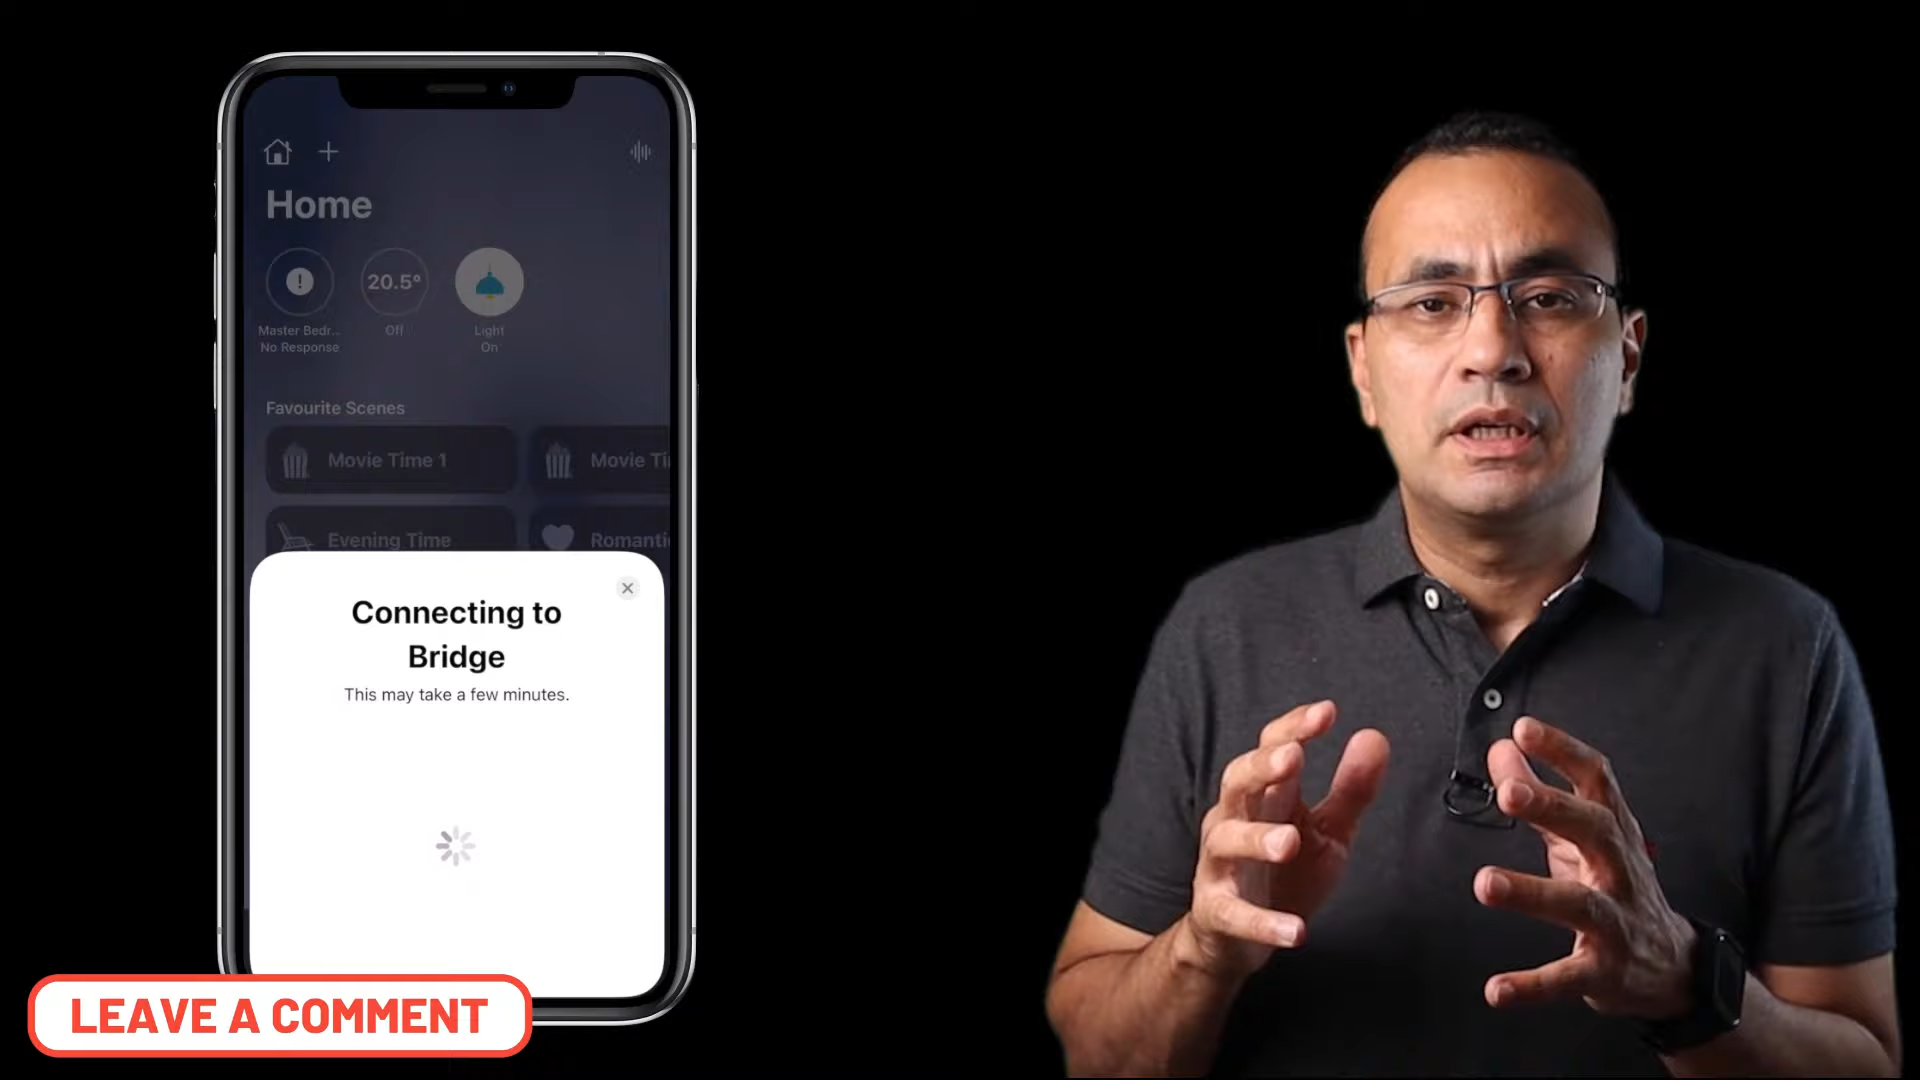 Home
!
20.5°
Master Bedr...
Off
Light
No Response
On
Favourite Scenes
Movie Time 1
Movie Ti
Evening Time
Romanti
Connecting to
Bridge
This may take a few minutes.
LEAVE A COMMENT